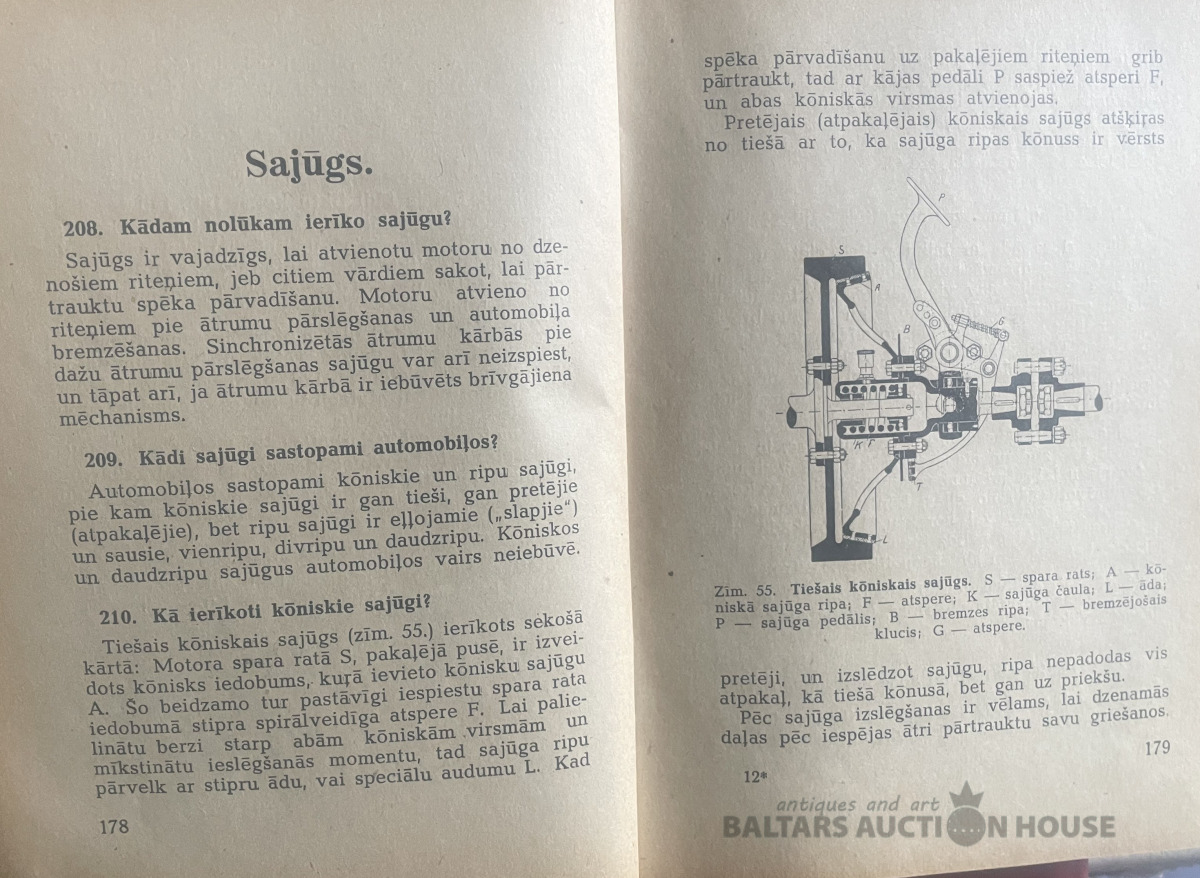 Sajūgs.
208. Kādam nolūkam ierīko sajūgu?
Sajūgs ir vajadzīgs, lai atvienotu motoru no dze-
nošiem riteņiem, jeb citiem vārdiem sakot, lai pār-
trauktu spēka pārvadīšanu. Motoru atvieno no
riteņiem pie ātrumu pārslēgšanas un automobiļa
bremzēšanas. Sinchronizētās ātrumu kārbās pie
dažu ātrumu pārslēgšanas sajūgu var arī neizspiest,
un tāpat arī, ja ātrumu kārbā ir iebūvēts brīvgājiena
mēchanisms.
209. Kādi sajūgi sastopami automobiļos?
Automobiļos sastopami kōniskie un ripu sajūgi,
pie kam kōniskie sajūgi ir gan tieši, gan pretējie
(atpakaļējie), bet ripu sajūgi ir eļļojamie („slapjie“)
un sausie, vienripu, divripu un daudzripu. Kōniskos
un daudzripu sajūgus automobiļos vairs neiebūvē.
210. Kā ierīkoti kōniskie sajūgi?
Tiešais kōniskais sajūgs (zīm. 55.) ierīkots sekošā
kārtā: Motora spara ratā S, pakaļējā pusē, ir izvei-
dots kōnisks iedobums, kuŗā ievieto kōnisku sajūgu
A. Šo beidzamo tur pastāvīgi iespiestu spara rata
iedobumā stipra spirālveidīga atspere F. Lai palie-
linātu berzi starp abām kōniskām virsmām un
mīkstinātu ieslēgšanās momentu, tad sajūga ripu
pārvelk ar stipru ādu, vai speciālu audumu L. Kad
178
spēka pārvadīšanu uz pakaļējiem riteņiem grib
pārtraukt, tad ar kājas pedāli P saspiež atsperi F,
un abas kōniskās virsmas atvienojas.
Pretējais (atpakaļējais) kōniskais sajūgs atšķiras
no tiešā ar to, ka sajūga ripas kōnuss ir vērsts
P
S
A
B
G
K F
T
L
Zīm. 55. Tiešais kōniskais sajūgs. S — spara rats; A — kō-
niskā sajūga ripa; F — atspere; K — sajūga čaula; L — āda;
P — sajūga pedālis; B — bremzes ripa; T — bremzējošais
klucis; G — atspere.
pretēji, un izslēdzot sajūgu, ripa nepadodas vis
atpakaļ, kā tiešā kōnusā, bet gan uz priekšu.
Pēc sajūga izslēgšanas ir vēlams, lai dzenamās
daļas pēc iespējas ātri pārtrauktu savu griešanos.
179
12*
antiques and art
BALTARS AUCTION HOUSE